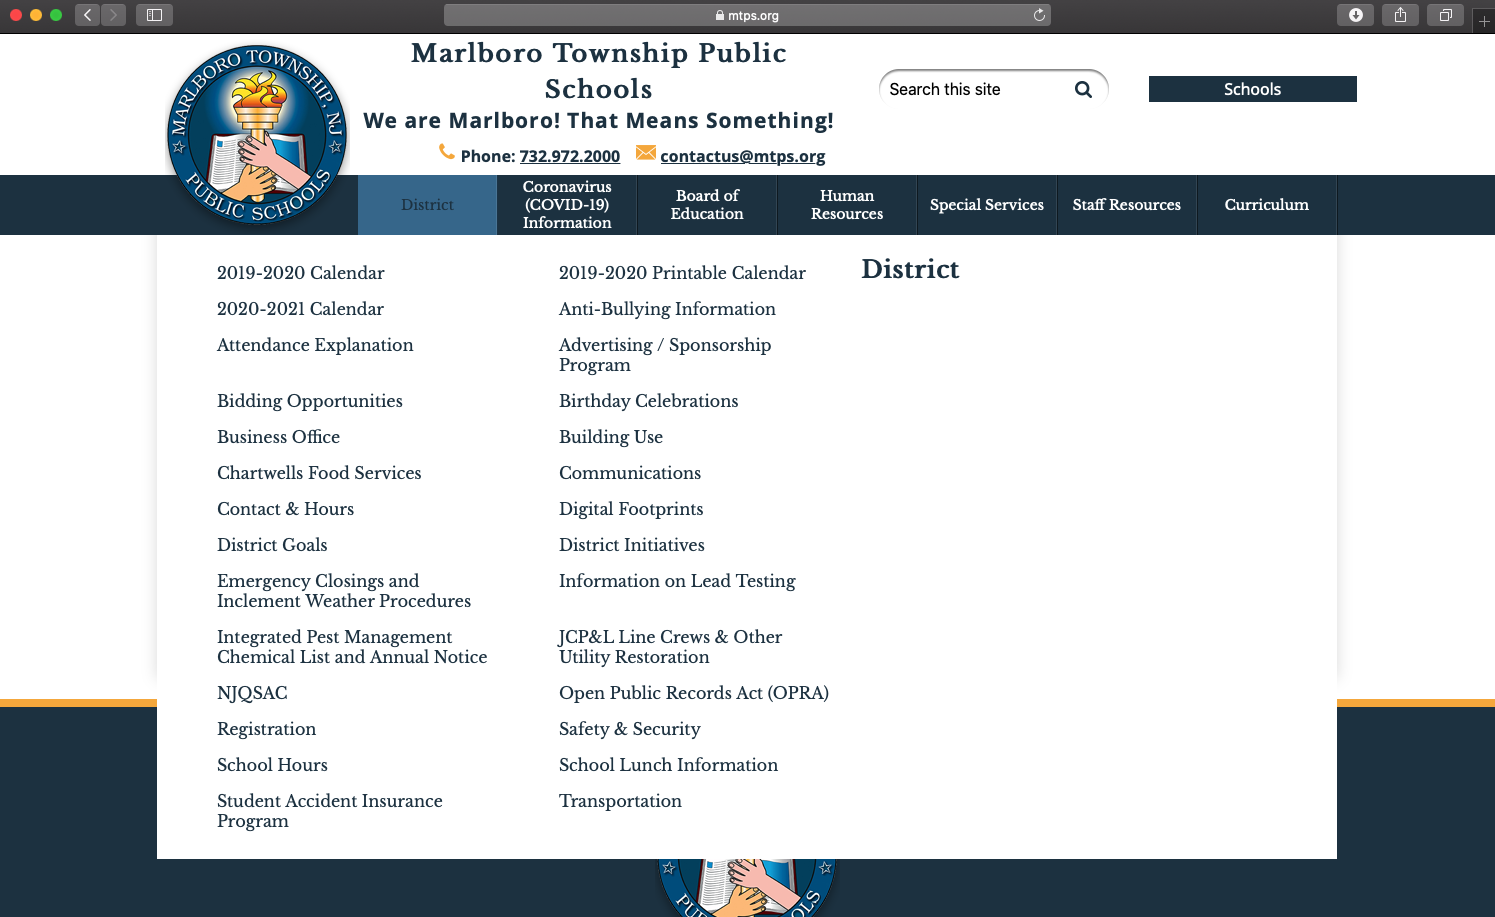 mtps.org
MARLBORO TOWNSHIP, NJ
PUBLIC SCHOOLS
Marlboro Township Public
Schools
We are Marlboro! That Means Something!
Phone: 732.972.2000 contactus@mtps.org
Search this site
Schools
District
Coronavirus
(COVID-19)
Information
Board of
Education
Human
Resources
Special Services
Staff Resources
Curriculum
2019-2020 Calendar
2019-2020 Printable Calendar
District
2020-2021 Calendar
Anti-Bullying Information
Attendance Explanation
Advertising / Sponsorship
Program
Bidding Opportunities
Birthday Celebrations
Business Office
Building Use
Chartwells Food Services
Communications
Contact & Hours
Digital Footprints
District Goals
District Initiatives
Emergency Closings and
Inclement Weather Procedures
Information on Lead Testing
Integrated Pest Management
Chemical List and Annual Notice
JCP&L Line Crews & Other
Utility Restoration
NJQSAC
Open Public Records Act (OPRA)
Registration
Safety & Security
School Hours
School Lunch Information
Student Accident Insurance
Program
Transportation